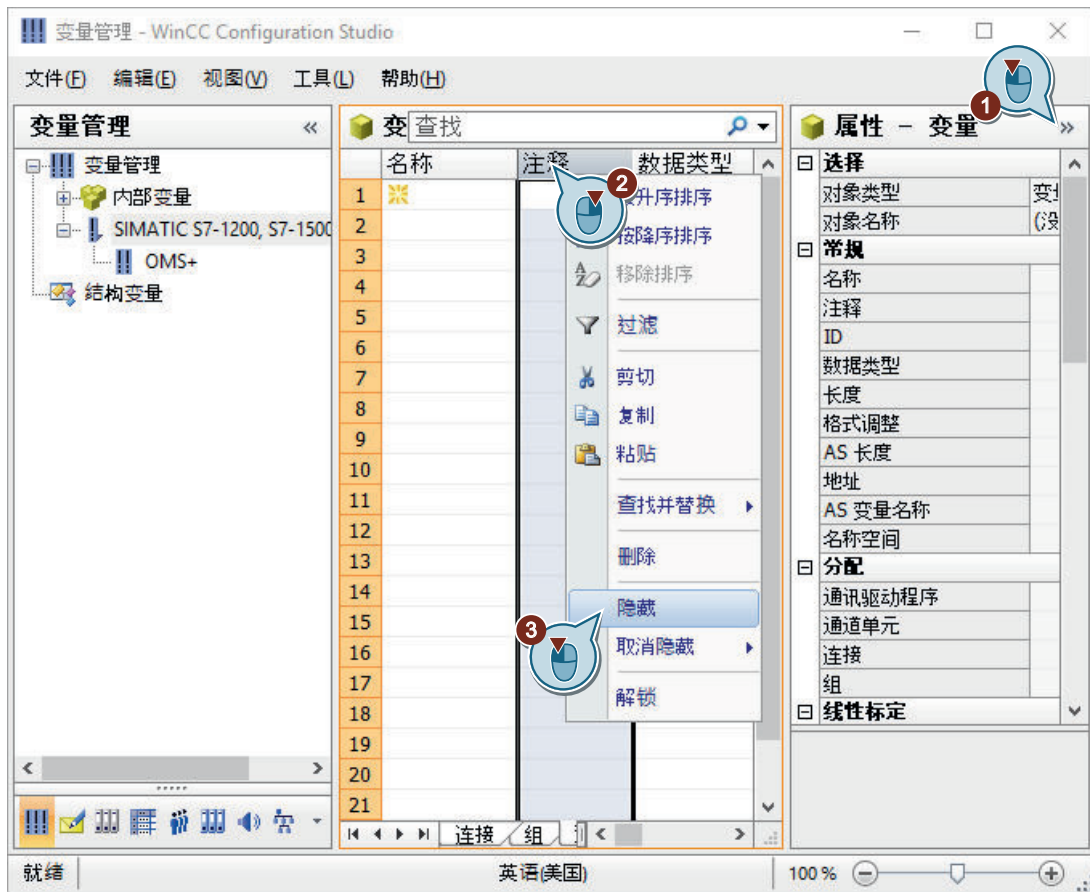 变量管理 - WinCC Configuration Studio
文件(F) 编辑(E) 视图(V) 工具(L) 帮助(H)
1
变量管理 «
变量管理
内部变量
SIMATIC S7-1200, S7-1500
OMS+
结构变量
变 查找
名称 注释 数据类型
1
2
3
4
5
6
7
8
9
10
11
12
13
14
15
16
17
18
19
20
21
2
升序排序
按降序排序
移除排序
过滤
剪切
复制
粘贴
查找并替换
删除
隐藏
3
取消隐藏
解锁
连接 组
属性 - 变量 »
选择
对象类型 变
对象名称 (没
常规
名称
注释
ID
数据类型
长度
格式调整
AS 长度
地址
AS 变量名称
名称空间
分配
通讯驱动程序
通道单元
连接
组
线性标定
就绪 英语(美国) 100 %